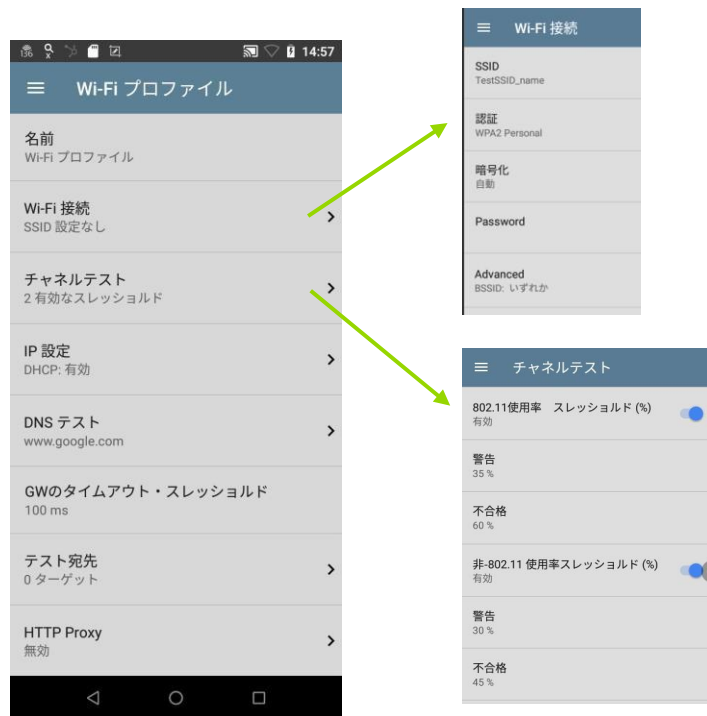 136
14:57
Wi-Fi プロファイル
名前
Wi-Fi プロファイル
Wi-Fi 接続
SSID 設定なし
チャネルテスト
2 有効なスレッショルド
IP 設定
DHCP: 有効
DNS テスト
www.google.com
GWのタイムアウト・スレッショルド
100 ms
テスト宛先
0 ターゲット
HTTP Proxy
無効
Wi-Fi 接続
SSID
TestSSID_name
認証
WPA2 Personal
暗号化
自動
Password
Advanced
BSSID: いずれか
チャネルテスト
802.11使用率　スレッショルド (%)
有効
警告
35 %
不合格
60 %
非-802.11 使用率スレッショルド (%)
有効
警告
30 %
不合格
45 %